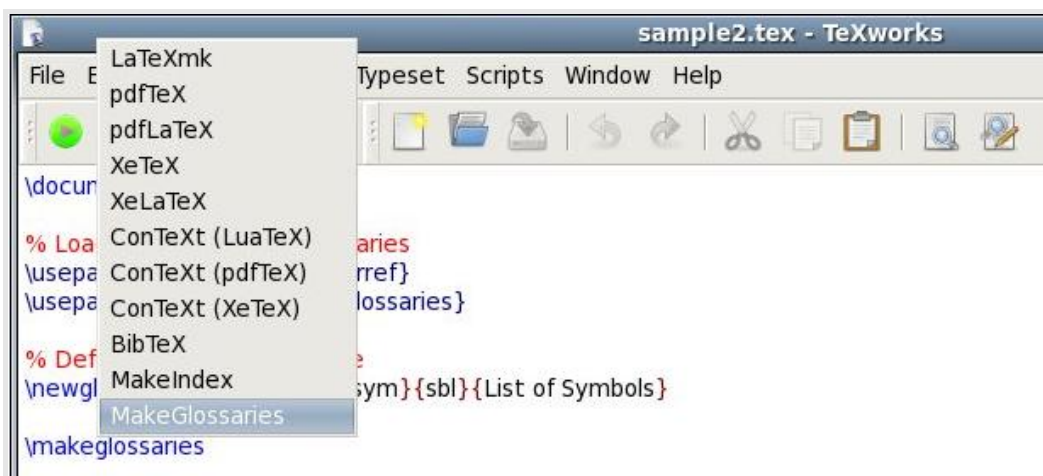 sample2.tex - TeXworks
File E Typeset Scripts Window Help
LaTeXmk
pdfTeX
pdfLaTeX
XeTeX
XeLaTeX
ConTeXt (LuaTeX)
ConTeXt (pdfTeX)
ConTeXt (XeTeX)
BibTeX
MakeIndex
MakeGlossaries
\docum
% Loa aries
\usepa rref}
\usepa lossaries}
% Def e
\newgl sym}{sbl}{List of Symbols}
\makeglossaries